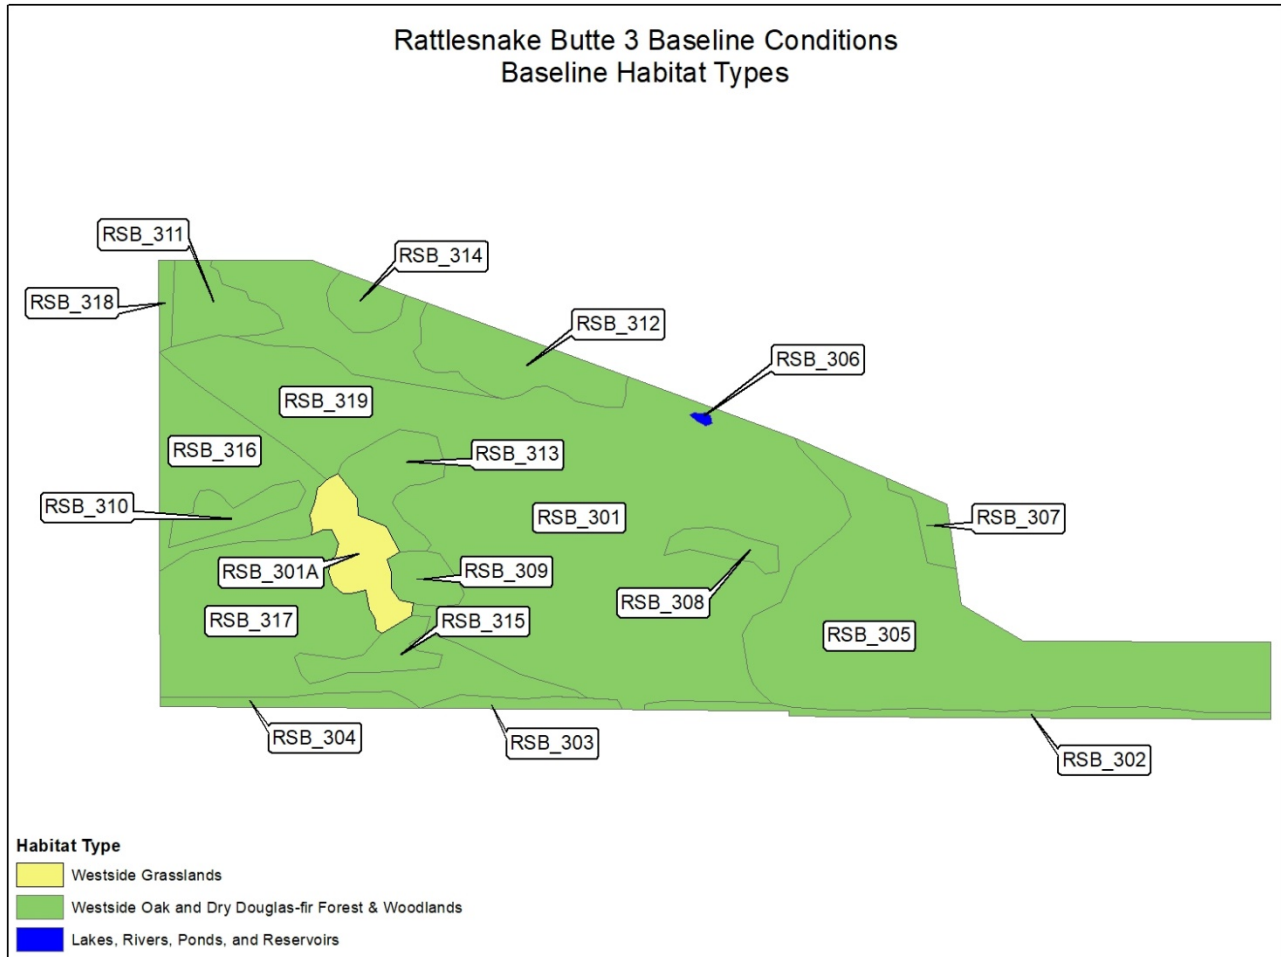 Rattlesnake Butte 3 Baseline Conditions
Baseline Habitat Types
RSB_311
RSB_314
RSB_318
RSB_312
RSB_306
RSB_319
RSB_316
RSB_313
RSB_310
RSB_301
RSB_307
RSB_301A
RSB_309
RSB_308
RSB_317
RSB_315
RSB_305
RSB_304
RSB_303
RSB_302
Habitat Type
Westside Grasslands
Westside Oak and Dry Douglas-fir Forest & Woodlands
Lakes, Rivers, Ponds, and Reservoirs